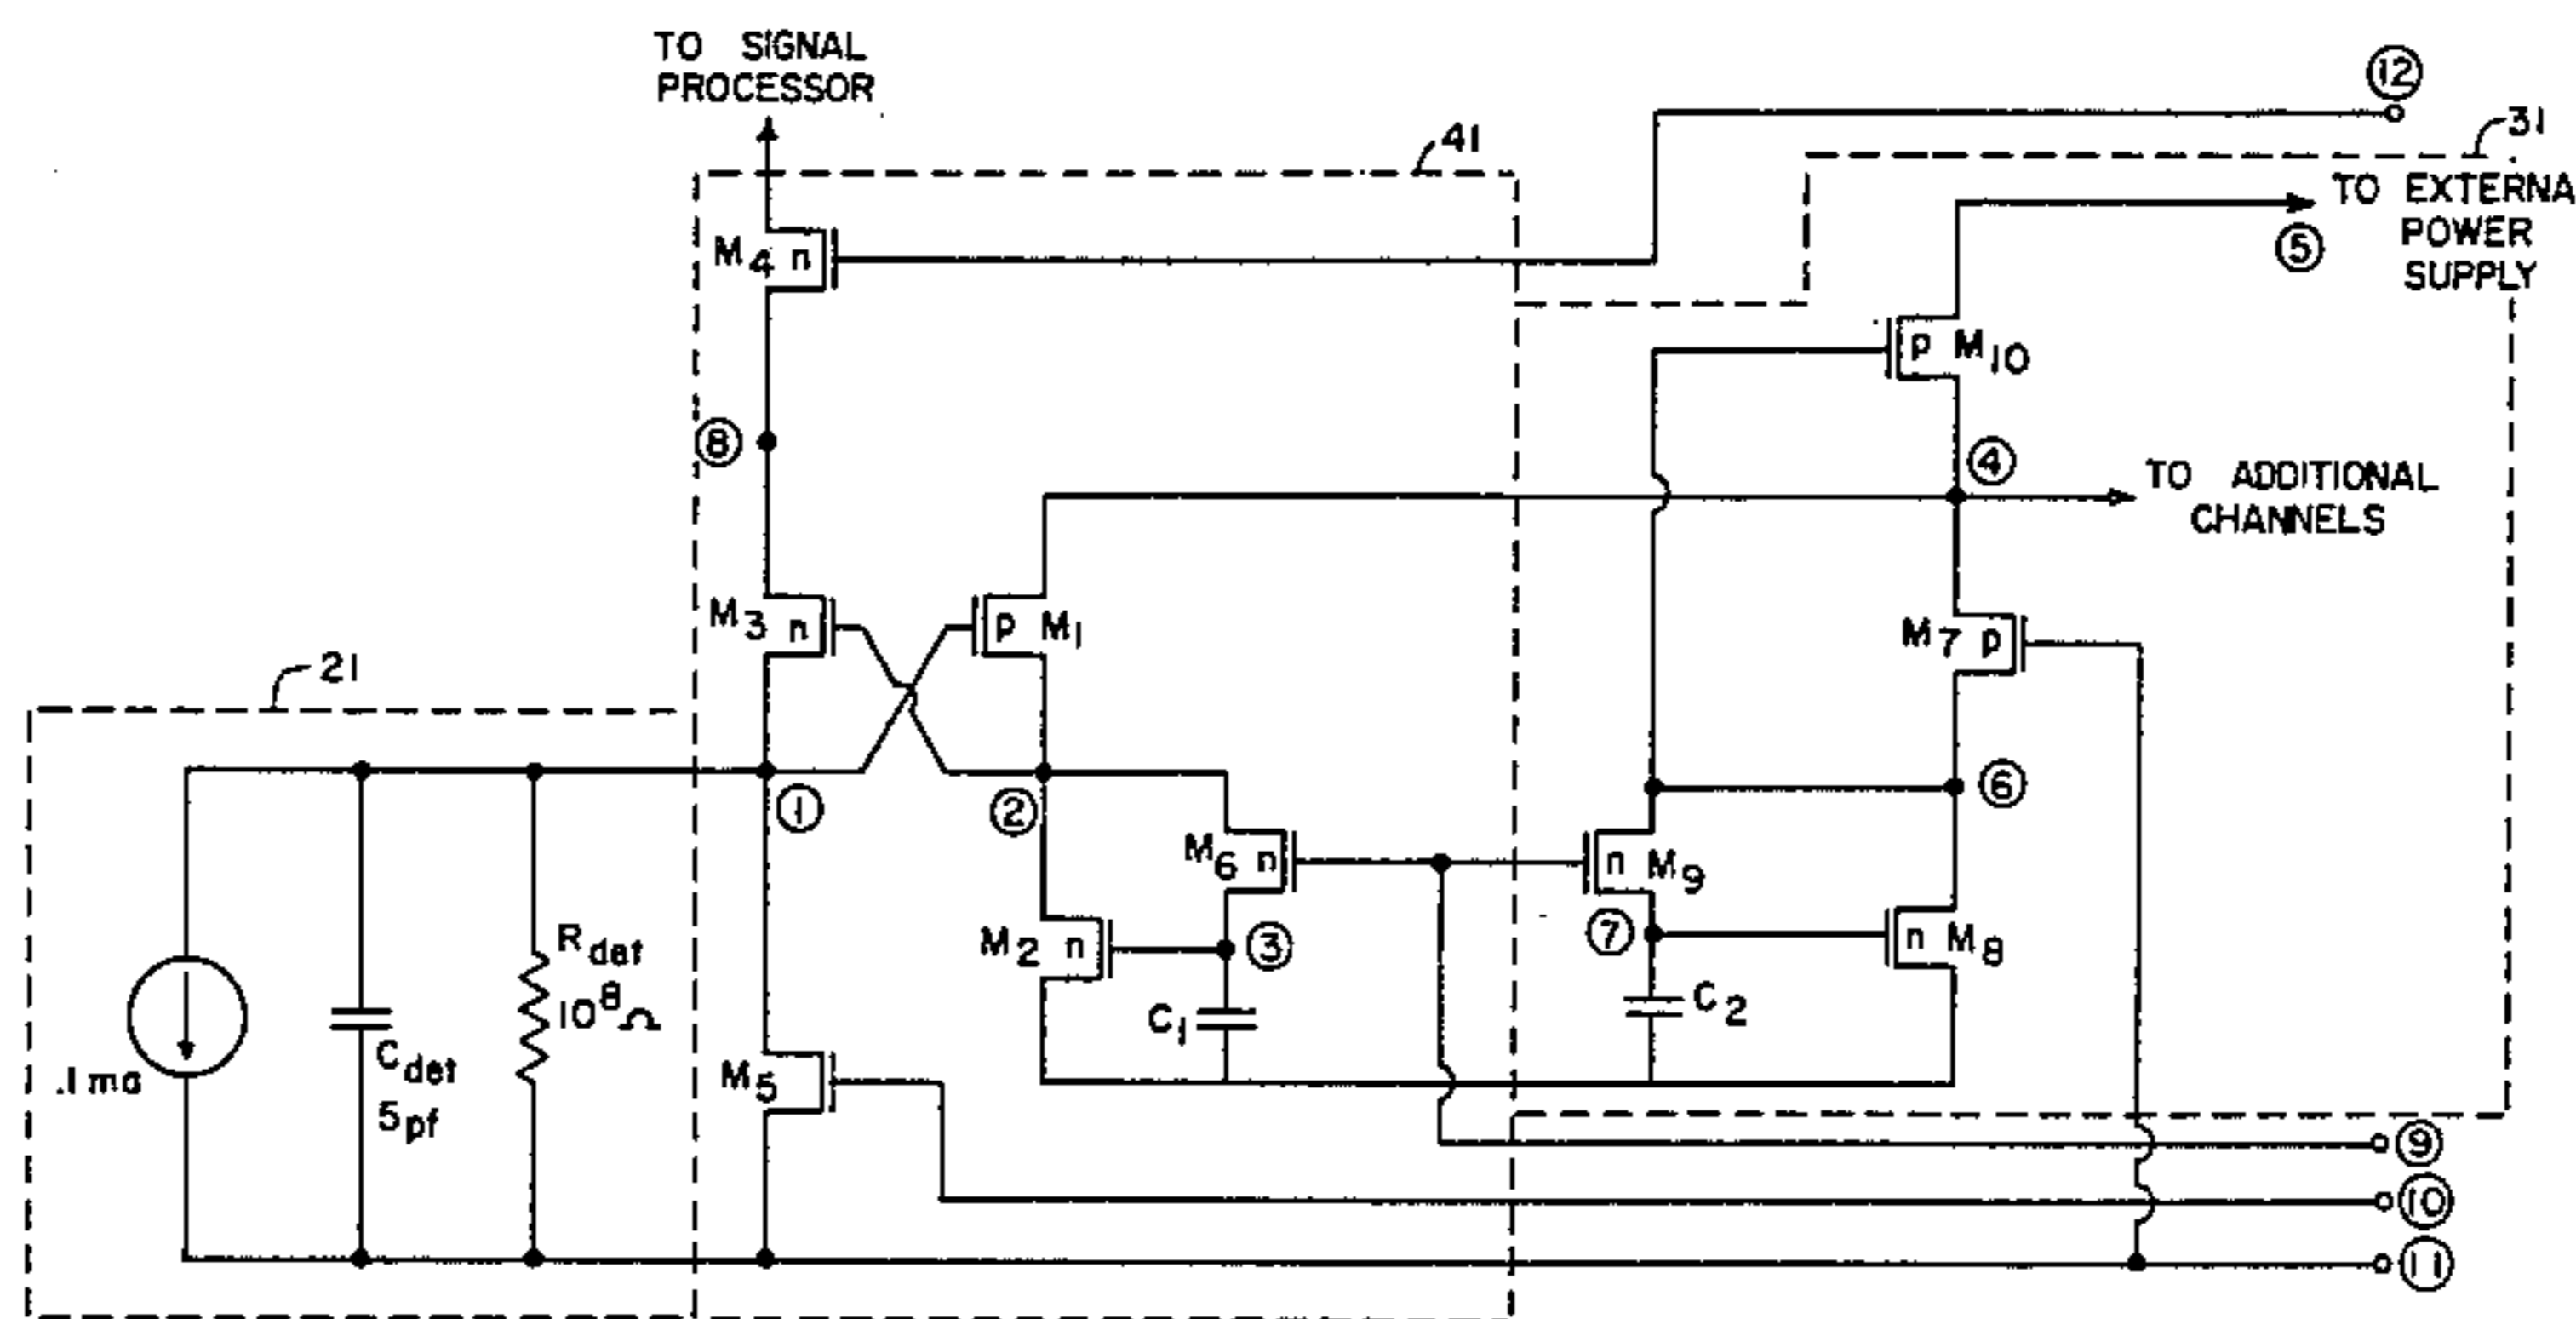 TO SIGNAL
PROCESSOR
12
31
41
TO EXTERNA
POWER
SUPPLY
5
M4 n
p M10
8
4
TO ADDITIONAL
CHANNELS
M3 n
p M1
M7 p
21
1
2
6
M6 n
n M9
M2 n
3
7
n M8
Rdet
10⁸Ω
C1
C2
.1 ma
Cdet
5pf
M5
9
10
11